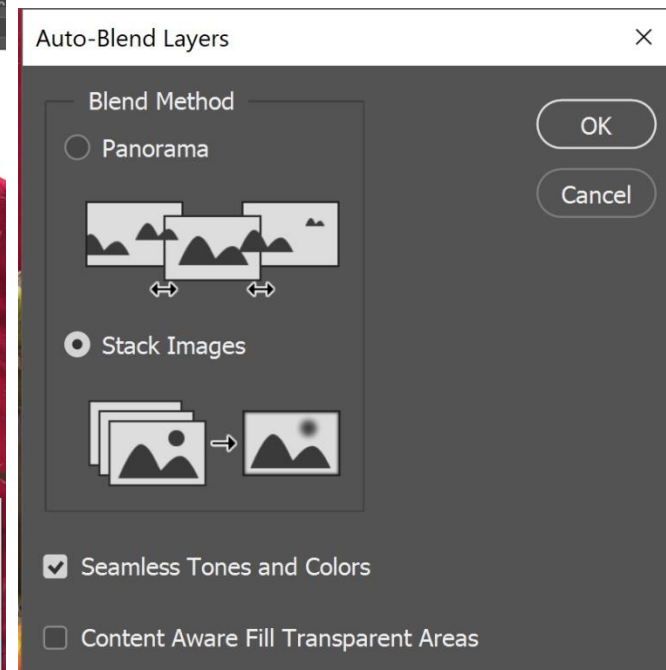 Auto-Blend Layers
Blend Method
OK
Panorama
Cancel
Stack Images
Seamless Tones and Colors
Content Aware Fill Transparent Areas